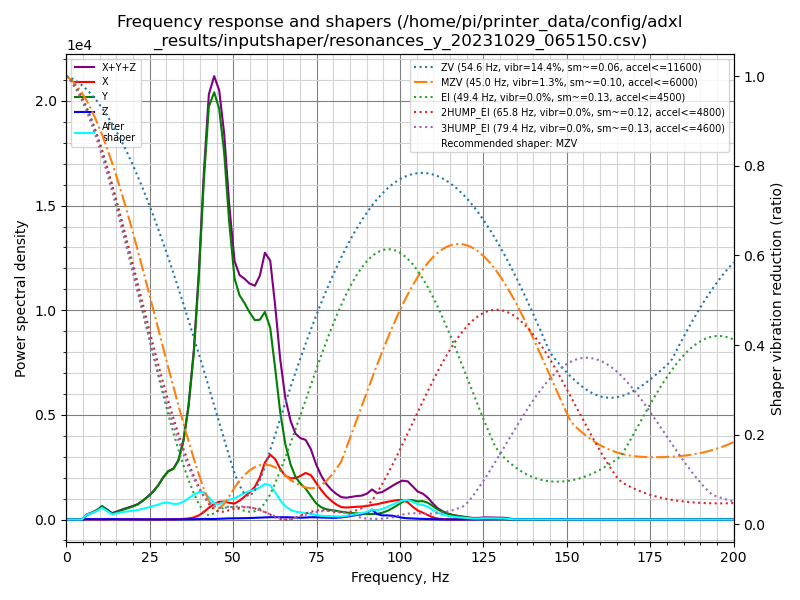 Frequency response and shapers (/home/pi/printer_data/config/adxl
_results/inputshaper/resonances_y_20231029_065150.csv)
1e4
X+Y+Z
X
Y
Z
After
shaper
ZV (54.6 Hz, vibr=14.4%, sm~=0.06, accel<=11600)
MZV (45.0 Hz, vibr=1.3%, sm~=0.10, accel<=6000)
EI (49.4 Hz, vibr=0.0%, sm~=0.13, accel<=4500)
2HUMP_EI (65.8 Hz, vibr=0.0%, sm~=0.12, accel<=4800)
3HUMP_EI (79.4 Hz, vibr=0.0%, sm~=0.13, accel<=4600)
Recommended shaper: MZV
Power spectral density
2.0
1.5
1.0
0.5
0.0
1.0
0.8
0.6
0.4
0.2
0.0
Shaper vibration reduction (ratio)
0 25 50 75 100 125 150 175 200
Frequency, Hz